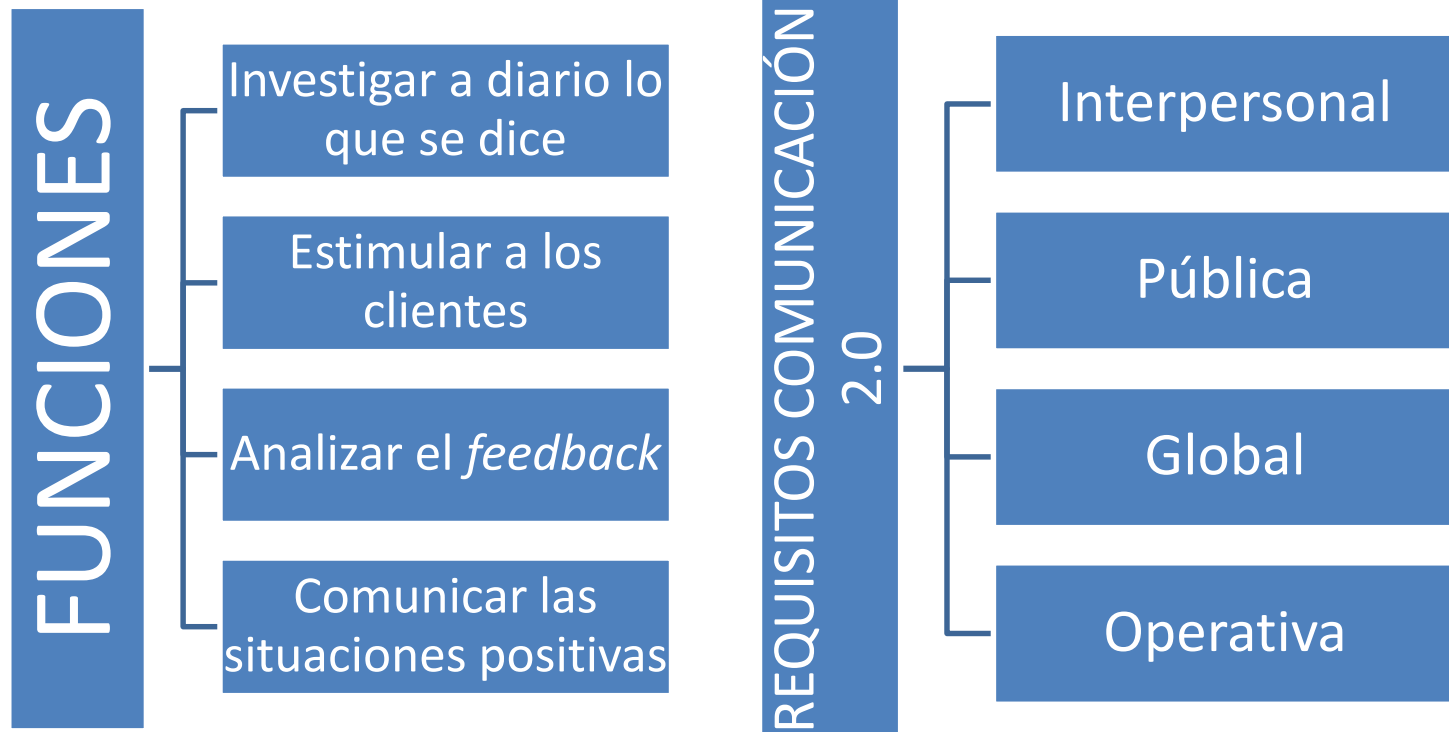 FUNCIONES
Investigar a diario lo
que se dice
Estimular a los
clientes
Analizar el feedback
Comunicar las
situaciones positivas
REQUISITOS COMUNICACIÓN
2.0
Interpersonal
Pública
Global
Operativa